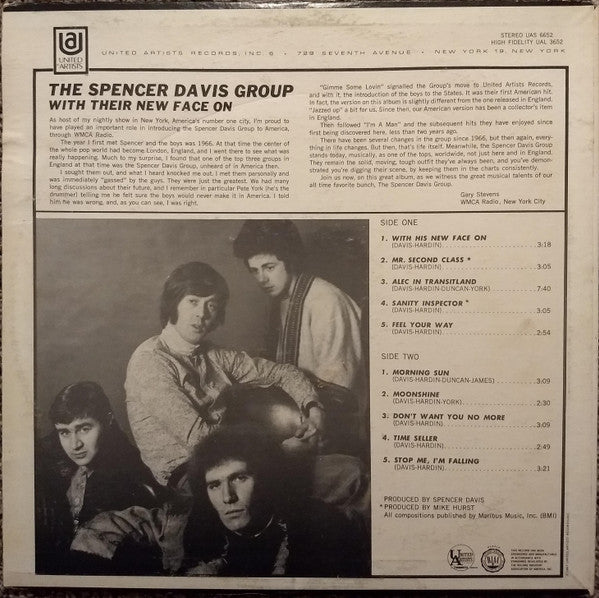 ua
UNITED
ARTISTS
UNITED ARTISTS RECORDS, INC. • 729 SEVENTH AVENUE • NEW YORK 19, NEW YORK
STEREO UAS 6652
HIGH FIDELITY UAL 3652
THE SPENCER DAVIS GROUP
WITH THEIR NEW FACE ON
As host of my nightly show in New York, America's number one city, I'm proud to
have played an important role in introducing the Spencer Davis Group to America,
through WMCA Radio.
The year I first met Spencer and the boys was 1966. At that time the center of
the whole pop world had become London, England, and I went there to see what was
really happening. Much to my surprise, I found that one of the top three groups in
England at that time was the Spencer Davis Group, unheard of in America then.
I sought them out, and what I heard knocked me out. I met them personally and
was immediately "gassed" by the guys. They were just the greatest. We had many
long discussions about their future, and I remember in particular Pete York (he's the
drummer) telling me he felt sure the boys would never make it in America. I told
him he was wrong, and, as you can see, I was right.
"Gimme Some Lovin" signalled the Group's move to United Artists Records,
and with it, the introduction of the boys to the States. It was their first American hit.
In fact, the version on this album is slightly different from the one released in England.
"Jazzed up" a bit for us. Since then, our American version has been a collector's item
in England.
Then followed "I'm A Man" and the subsequent hits they have enjoyed since
first being discovered here, less than two years ago.
There have been several changes in the group since 1966, but then again, every-
thing in life changes. But then, that's life itself. Meanwhile, the Spencer Davis Group
stands today, musically, as one of the tops, worldwide, not just here and in England.
They remain the solid, moving, tough outfit they've always been, and you've demon-
strated you're digging their scene, by keeping them in the charts consistently.
Join us now, on this great album, as we witness the great musical talents of our
all time favorite bunch, The Spencer Davis Group.
Gary Stevens
WMCA Radio, New York City
SIDE ONE
1. WITH HIS NEW FACE ON
(DAVIS-HARDIN) 3:18
2. MR. SECOND CLASS *
(DAVIS-HARDIN) 3:05
3. ALEC IN TRANSITLAND
(DAVIS-HARDIN-DUNCAN-YORK) 7:40
4. SANITY INSPECTOR *
(DAVIS-HARDIN) 3:05
5. FEEL YOUR WAY
(DAVIS-HARDIN) 2:54
SIDE TWO
1. MORNING SUN
(DAVIS-HARDIN-DUNCAN-JAMES) 3:09
2. MOONSHINE
(DAVIS-HARDIN-YORK) 2:30
3. DON'T WANT YOU NO MORE
(DAVIS-HARDIN) 3:09
4. TIME SELLER
(DAVIS-HARDIN) 2:49
5. STOP ME, I'M FALLING
(DAVIS-HARDIN) 3:21
PRODUCED BY SPENCER DAVIS
* PRODUCED BY MIKE HURST
All compositions published by Maribus Music, Inc. (BMI)
UNITED
ARTISTS
RIAA